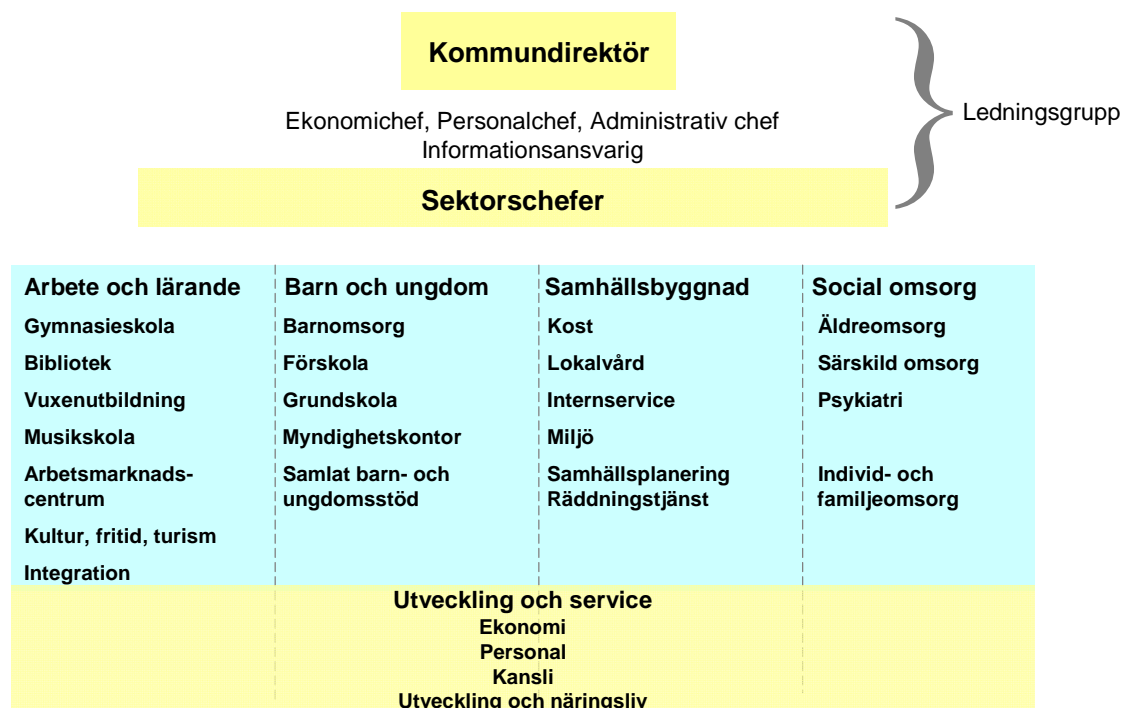 Kommundirektör
Ekonomichef, Personalchef, Administrativ chef
Informationsansvarig
Ledningsgrupp
Sektorschefer
Arbete och lärande
Gymnasieskola
Bibliotek
Vuxenutbildning
Musikskola
Arbetsmarknads-
centrum
Kultur, fritid, turism
Integration
Barn och ungdom
Barnomsorg
Förskola
Grundskola
Myndighetskontor
Samlat barn- och
ungdomsstöd
Samhällsbyggnad
Kost
Lokalvård
Internservice
Miljö
Samhällsplanering
Räddningstjänst
Social omsorg
Äldreomsorg
Särskild omsorg
Psykiatri
Individ- och
familjeomsorg
Utveckling och service
Ekonomi
Personal
Kansli
Utveckling och näringsliv